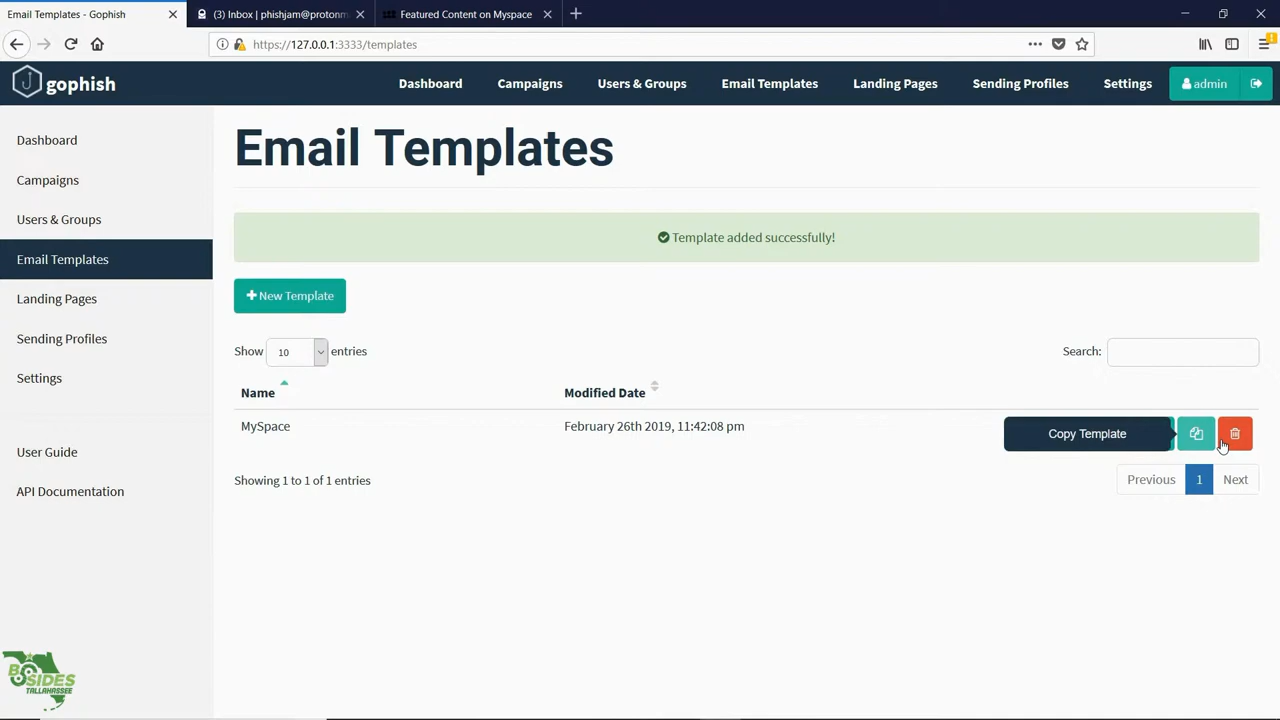 Email Templates - Gophish
(3) Inbox | phishjam@protonm
Featured Content on Myspace
https://127.0.0.1:3333/templates
gophish
Dashboard
Campaigns
Users & Groups
Email Templates
Landing Pages
Sending Profiles
Settings
admin
Dashboard
Campaigns
Users & Groups
Email Templates
Landing Pages
Sending Profiles
Settings
User Guide
API Documentation
Email Templates
Template added successfully!
New Template
Show 10 entries
Search:
Name
Modified Date
MySpace
February 26th 2019, 11:42:08 pm
Copy Template
Showing 1 to 1 of 1 entries
Previous
1
Next
BSIDES
TALLAHASSEE